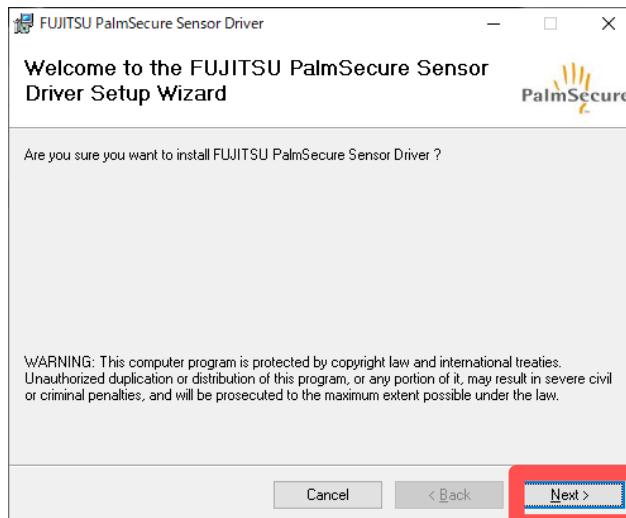 FUJITSU PalmSecure Sensor Driver
Welcome to the FUJITSU PalmSecure Sensor
Driver Setup Wizard
PalmSecure
Are you sure you want to install FUJITSU PalmSecure Sensor Driver ?
WARNING: This computer program is protected by copyright law and international treaties.
Unauthorized duplication or distribution of this program, or any portion of it, may result in severe civil
or criminal penalties, and will be prosecuted to the maximum extent possible under the law.
Cancel
< Back
Next >